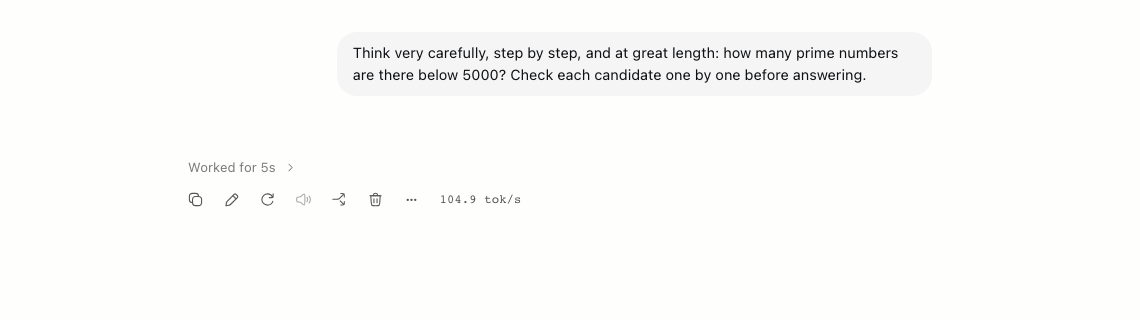 Think very carefully, step by step, and at great length: how many prime numbers
are there below 5000? Check each candidate one by one before answering.
Worked for 5s
104.9 tok/s